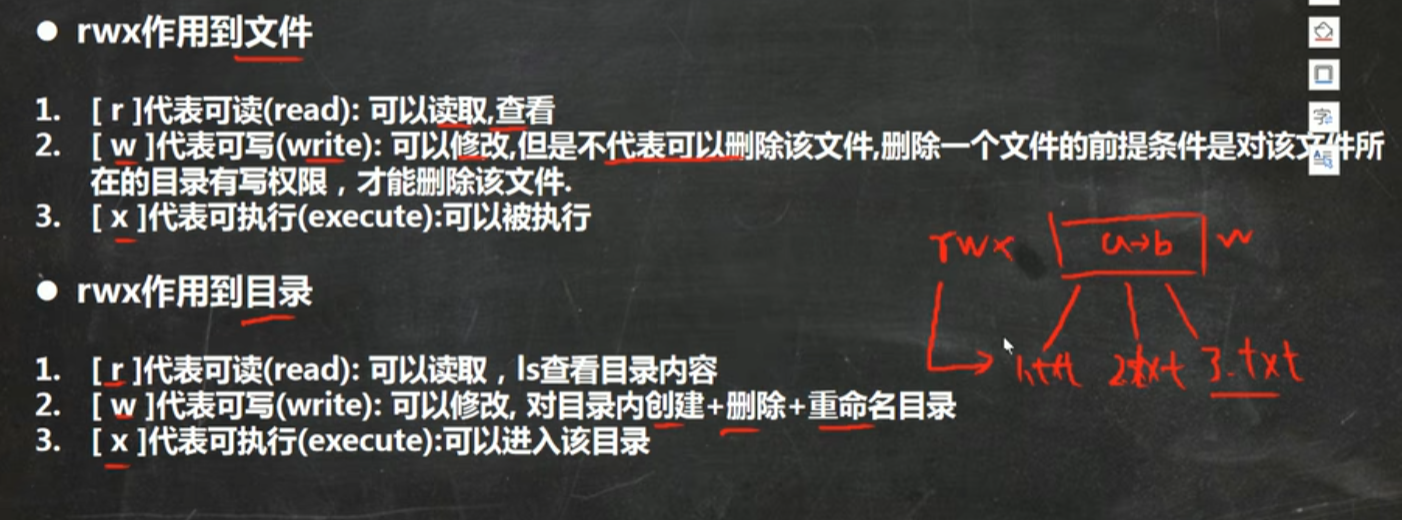 ● rwx作用到文件
1. [ r ]代表可读(read): 可以读取,查看
2. [ w ]代表可写(write): 可以修改,但是不代表可以删除该文件,删除一个文件的前提条件是对该文件所
在的目录有写权限，才能删除该文件.
3. [ x ]代表可执行(execute):可以被执行
rwx a→b w
● rwx作用到目录
1. [ r ]代表可读(read): 可以读取，ls查看目录内容
2. [ w ]代表可写(write): 可以修改, 对目录内创建+删除+重命名目录
3. [ x ]代表可执行(execute):可以进入该目录
2txt 3.txt